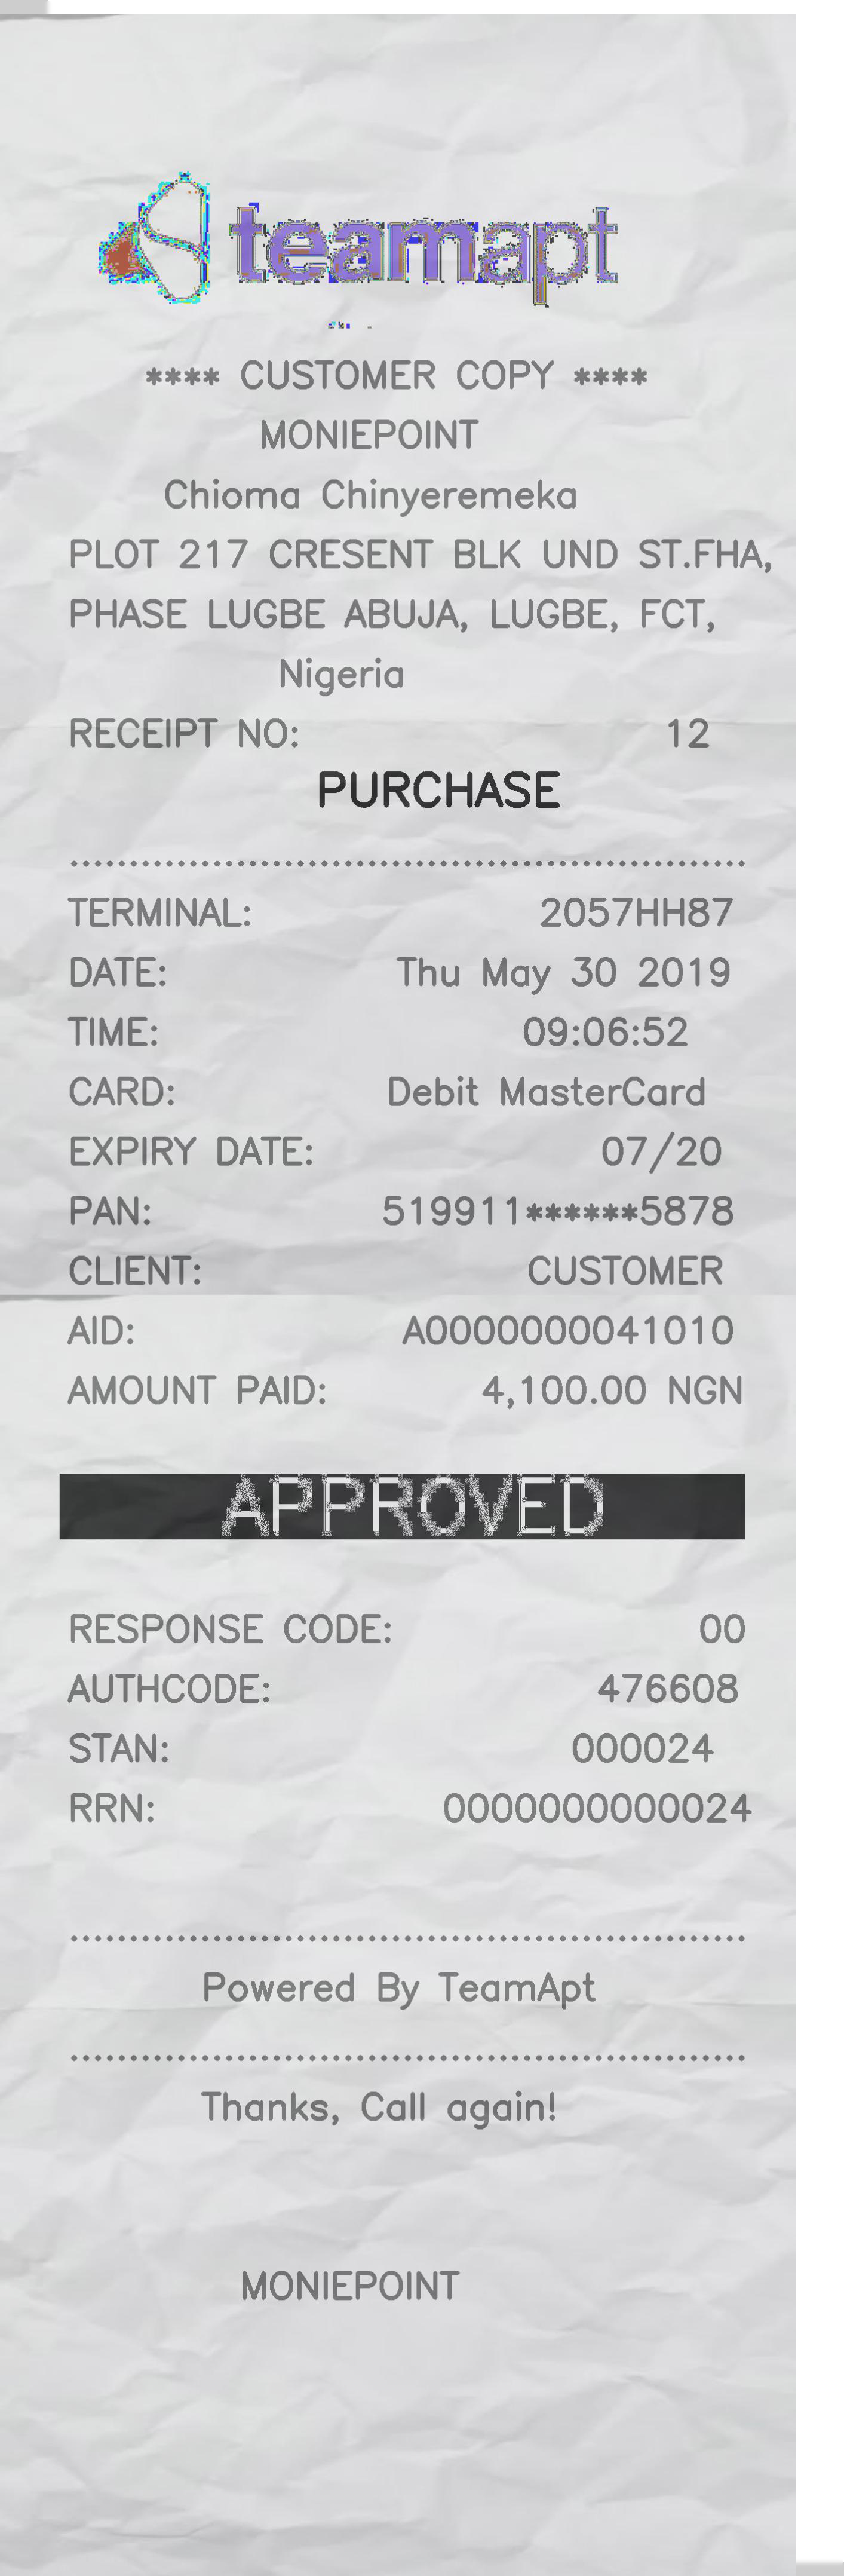 teamapt
**** CUSTOMER COPY ****
MONIEPOINT
Chioma Chinyeremeka
PLOT 217 CRESENT BLK UND ST.FHA,
PHASE LUGBE ABUJA, LUGBE, FCT,
Nigeria
RECEIPT NO: 12
PURCHASE
TERMINAL: 2057HH87
DATE: Thu May 30 2019
TIME: 09:06:52
CARD: Debit MasterCard
EXPIRY DATE: 07/20
PAN: 519911******5878
CLIENT: CUSTOMER
AID: A0000000041010
AMOUNT PAID: 4,100.00 NGN
APPROVED
RESPONSE CODE: 00
AUTHCODE: 476608
STAN: 000024
RRN: 0000000000024
Powered By TeamApt
Thanks, Call again!
MONIEPOINT